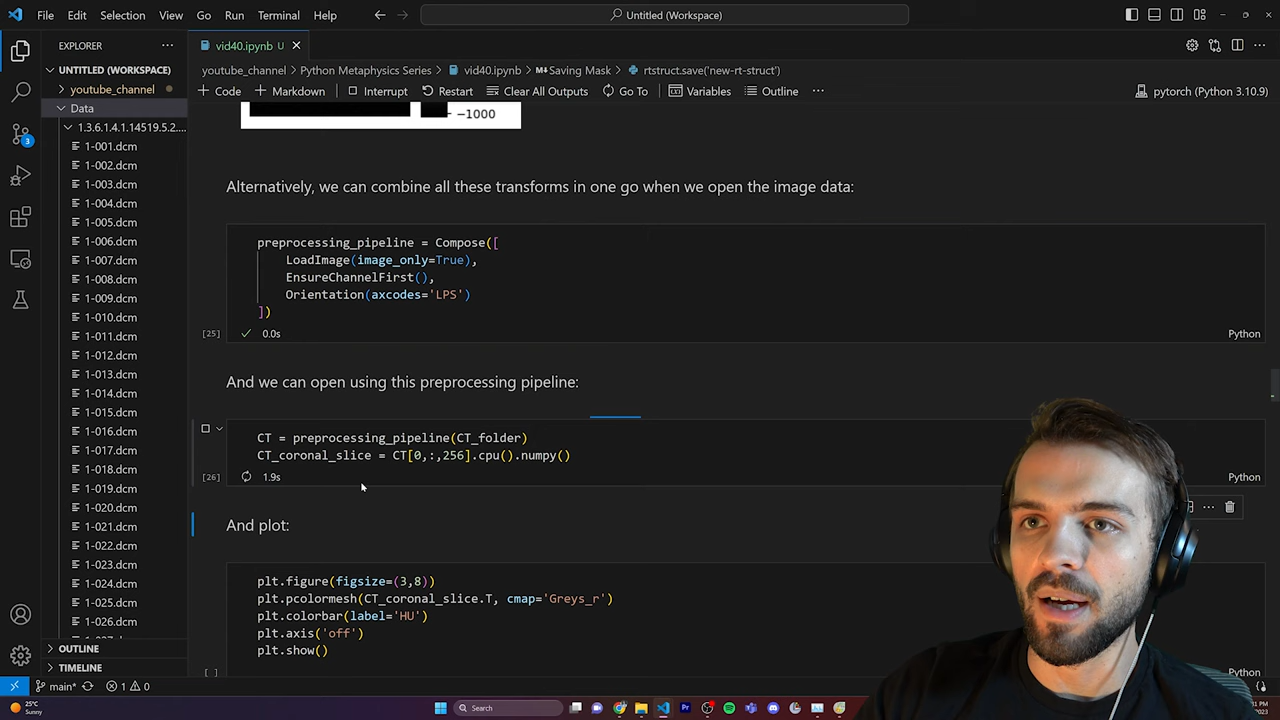 File Edit Selection View Go Run Terminal Help
Untitled (Workspace)
EXPLORER
vid40.ipynb U
UNTITLED (WORKSPACE)
youtube_channel > Python Metaphysics Series > vid40.ipynb > Saving Mask > rtstruct.save('new-rt-struct')
+ Code + Markdown Interrupt Restart Clear All Outputs Go To Variables Outline pytorch (Python 3.10.9)
youtube_channel
Data
1.3.6.1.4.1.14519.5.2....
1-001.dcm
1-002.dcm
1-003.dcm
1-004.dcm
1-005.dcm
1-006.dcm
1-007.dcm
1-008.dcm
1-009.dcm
1-010.dcm
1-011.dcm
1-012.dcm
1-013.dcm
1-014.dcm
1-015.dcm
1-016.dcm
1-017.dcm
1-018.dcm
1-019.dcm
1-020.dcm
1-021.dcm
1-022.dcm
1-023.dcm
1-024.dcm
1-025.dcm
1-026.dcm
OUTLINE
TIMELINE
3
−1000
Alternatively, we can combine all these transforms in one go when we open the image data:
preprocessing_pipeline = Compose([
LoadImage(image_only=True),
EnsureChannelFirst(),
Orientation(axcodes='LPS')
])
[25] 0.0s Python
And we can open using this preprocessing pipeline:
CT = preprocessing_pipeline(CT_folder)
CT_coronal_slice = CT[0,:,256].cpu().numpy()
[26] 1.9s Python
And plot:
plt.figure(figsize=(3,8))
plt.pcolormesh(CT_coronal_slice.T, cmap='Greys_r')
plt.colorbar(label='HU')
plt.axis('off')
plt.show()
[ ] Python
main* 1 0
25°C
Sunny
Search